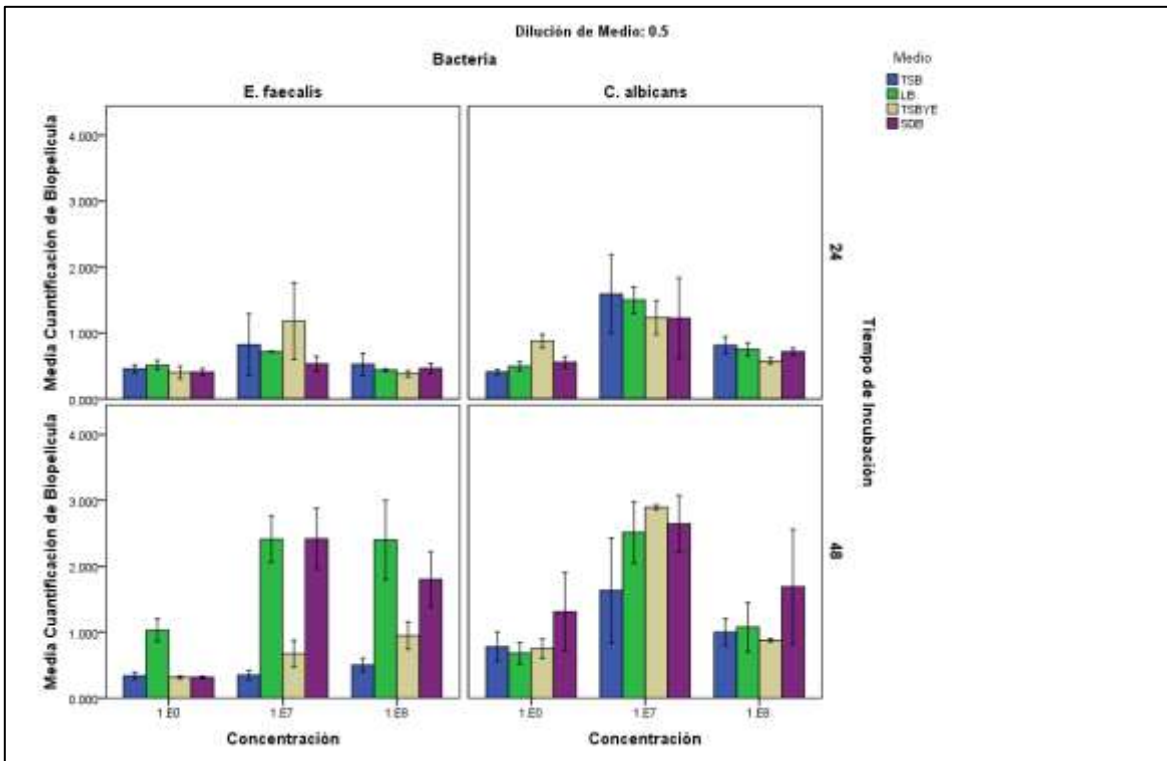 Dilución de Medio: 0.5
Bacteria
Medio
TSB
LB
TSBYE
SDB
E. faecalis
C. albicans
Media Cuantificación de Biopelicula
4.000
3.000
2.000
1.000
0.000
24
Tiempo de Incubación
Media Cuantificación de Biopelicula
4.000
3.000
2.000
1.000
0.000
48
1.E0
1.E7
1.E8
1.E0
1.E7
1.E8
Concentración
Concentración